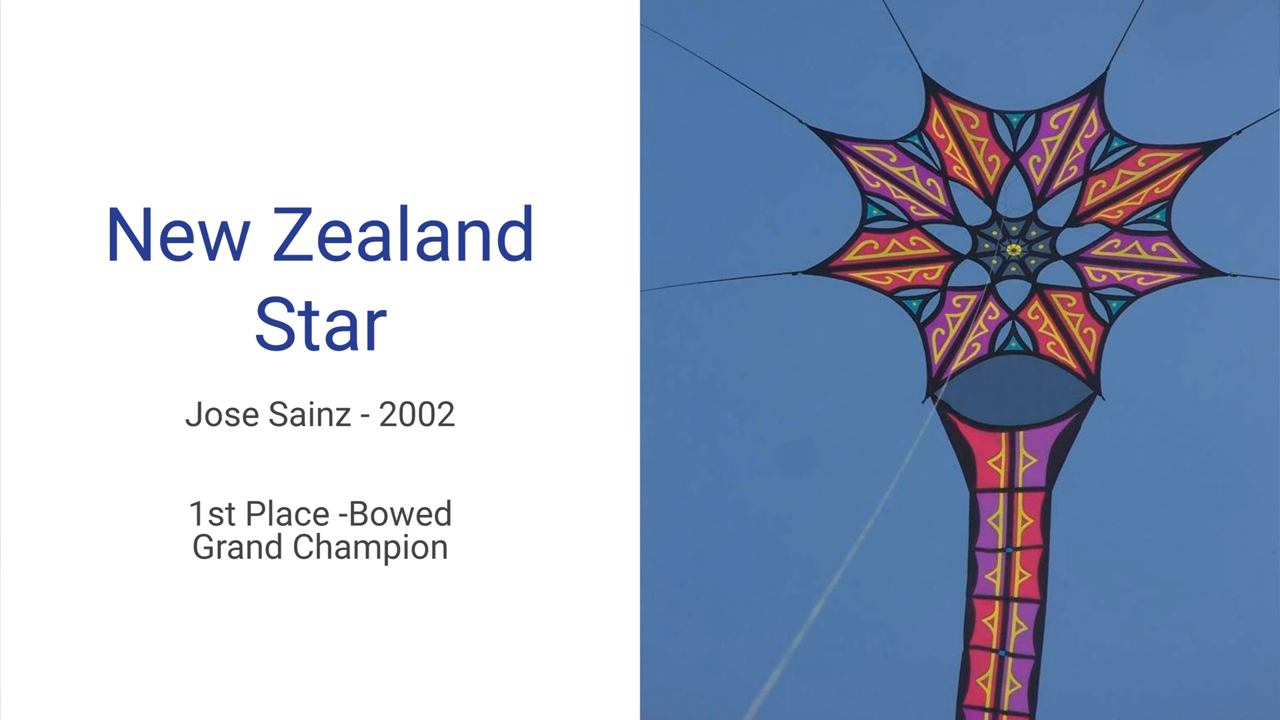 New Zealand
Star
Jose Sainz - 2002
1st Place -Bowed
Grand Champion